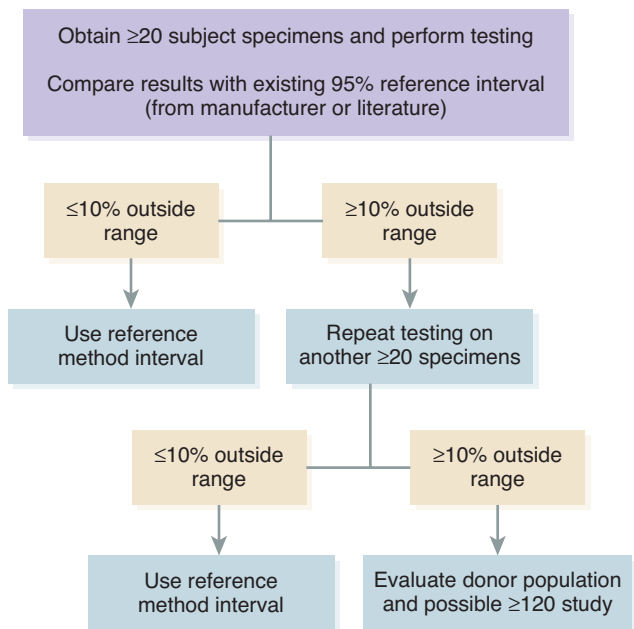 Obtain ≥20 subject specimens and perform testing
Compare results with existing 95% reference interval
(from manufacturer or literature)
≤10% outside
range
≥10% outside
range
Use reference
method interval
Repeat testing on
another ≥20 specimens
≤10% outside
range
≥10% outside
range
Use reference
method interval
Evaluate donor population
and possible ≥120 study